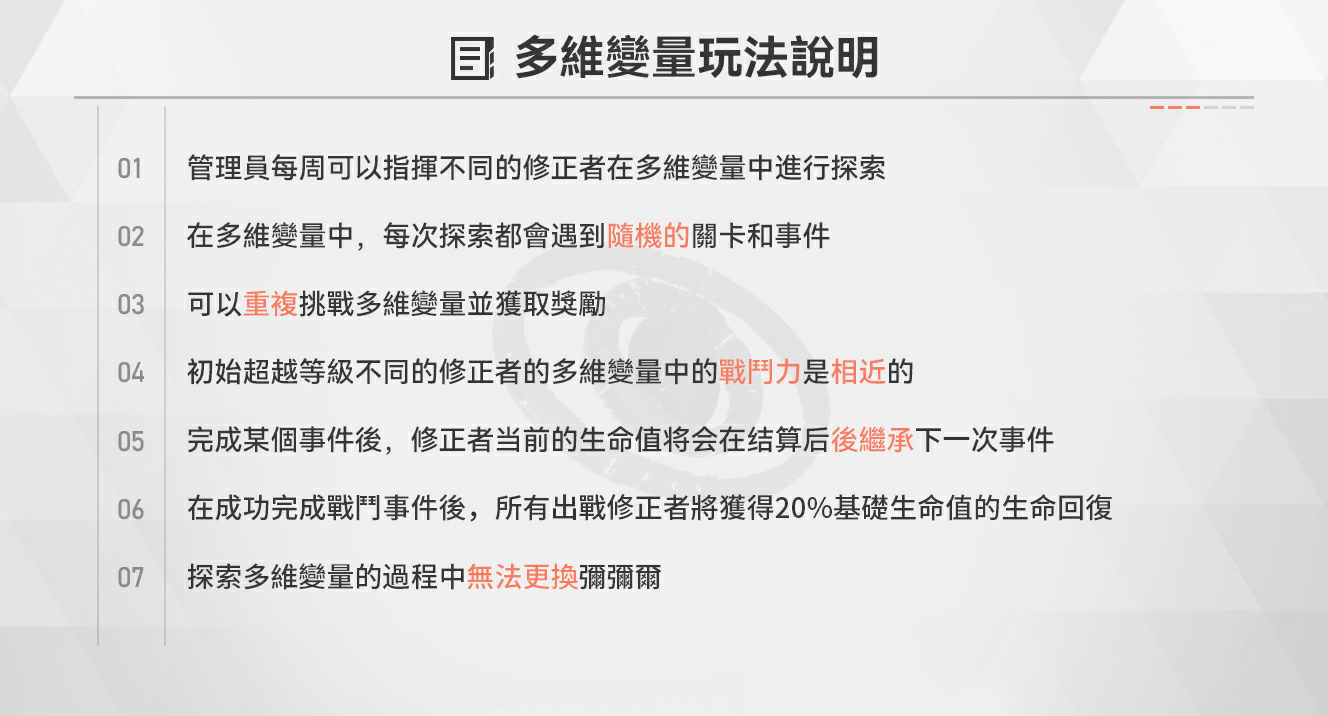 多維變量玩法說明
01 管理員每周可以指揮不同的修正者在多維變量中進行探索
02 在多維變量中，每次探索都會遇到隨機的關卡和事件
03 可以重複挑戰多維變量並獲取獎勵
04 初始超越等級不同的修正者的多維變量中的戰鬥力是相近的
05 完成某個事件後，修正者当前的生命值将会在结算后後繼承下一次事件
06 在成功完成戰鬥事件後，所有出戰修正者將獲得20%基礎生命值的生命回復
07 探索多維變量的過程中無法更換彌彌爾